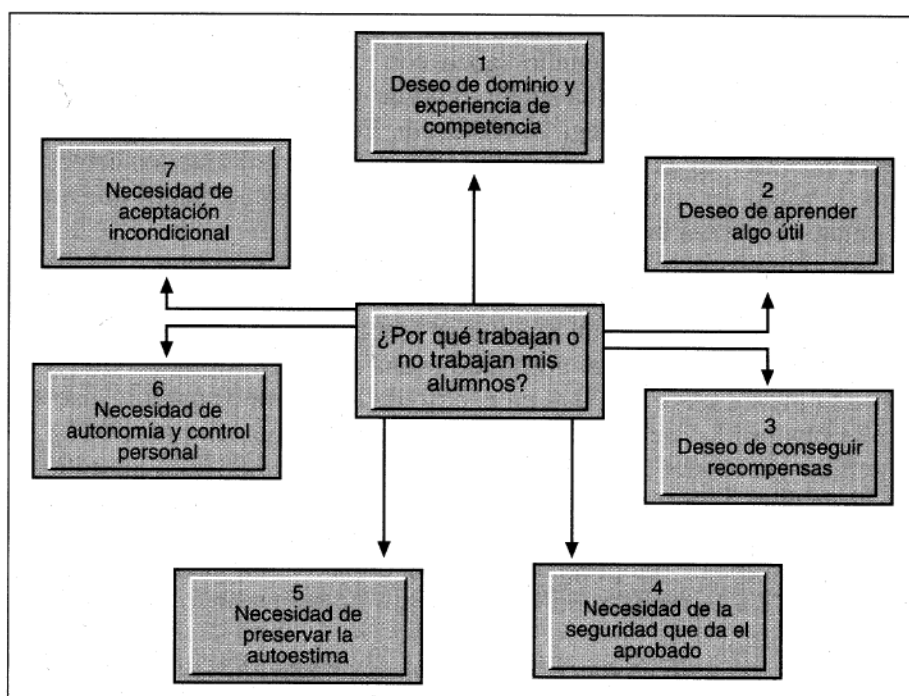 1
Deseo de dominio y
experiencia de
competencia
7
Necesidad de
aceptación
incondicional
2
Deseo de aprender
algo útil
¿Por qué trabajan o
no trabajan mis
alumnos?
6
Necesidad de
autonomía y control
personal
3
Deseo de conseguir
recompensas
5
Necesidad de
preservar la
autoestima
4
Necesidad de la
seguridad que da el
aprobado